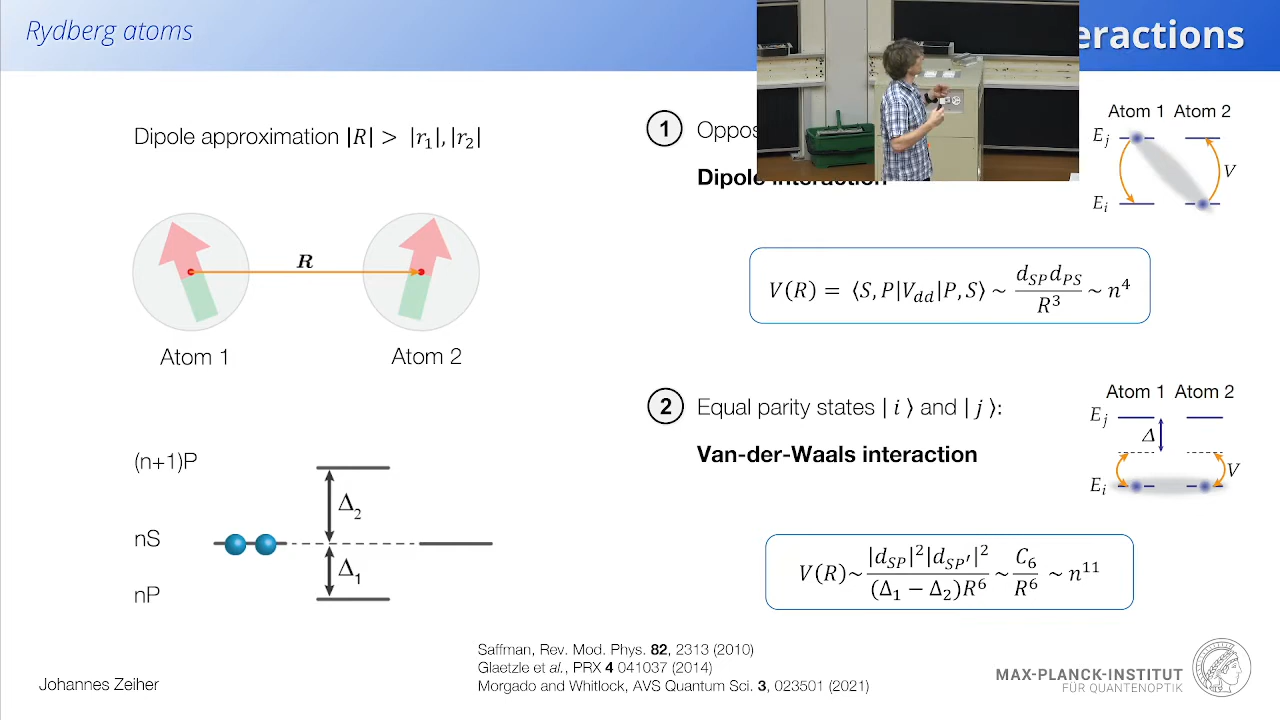 Rydberg atoms
eractions
Dipole approximation |R| > |r₁|, |r₂|
R
Atom 1
Atom 2
(n+1)P
nS
nP
Δ₂
Δ₁
1
Dipole interaction
Atom 1 Atom 2
E_j
E_i
V
V(R) = ⟨S, P|V_dd|P, S⟩ ~ d_SP d_PS / R³ ~ n⁴
2 Equal parity states | i ⟩ and | j ⟩:
Van-der-Waals interaction
Atom 1 Atom 2
E_j
Δ
E_i
V
V(R)~ |d_SP|²|d_SP′|² / (Δ₁ − Δ₂)R⁶ ~ C₆ / R⁶ ~ n¹¹
Saffman, Rev. Mod. Phys. 82, 2313 (2010)
Glaetzle et al., PRX 4 041037 (2014)
Morgado and Whitlock, AVS Quantum Sci. 3, 023501 (2021)
Johannes Zeiher
MAX-PLANCK-INSTITUT
FÜR QUANTENOPTIK